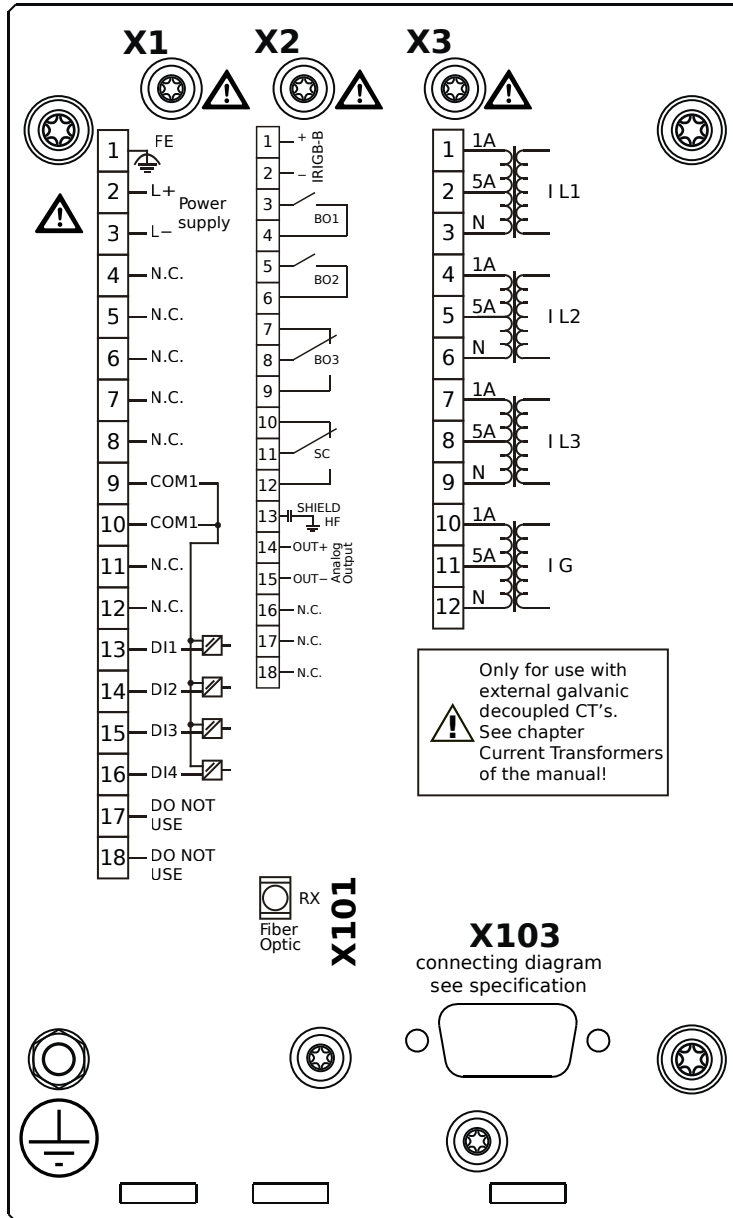 X1
X2
X3
1 FE
2 L+ Power
supply
3 L−
4 N.C.
5 N.C.
6 N.C.
7 N.C.
8 N.C.
9 COM1
10 COM1
11 N.C.
12 N.C.
13 DI1
14 DI2
15 DI3
16 DI4
17 DO NOT
USE
18 DO NOT
USE
1 +
IRIGB-B
2 −
3
BO1
4
5
BO2
6
7
8 BO3
9
10
11 SC
12
13 SHIELD
HF
14 OUT+
Analog
Output
15 OUT−
16 N.C.
17 N.C.
18 N.C.
1 1A
2 5A I L1
3 N
4 1A
5 5A I L2
6 N
7 1A
8 5A I L3
9 N
10 1A
11 5A I G
12 N
Only for use with
external galvanic
decoupled CT's.
See chapter
Current Transformers
of the manual!
RX
Fiber
Optic
X101
X103
connecting diagram
see specification